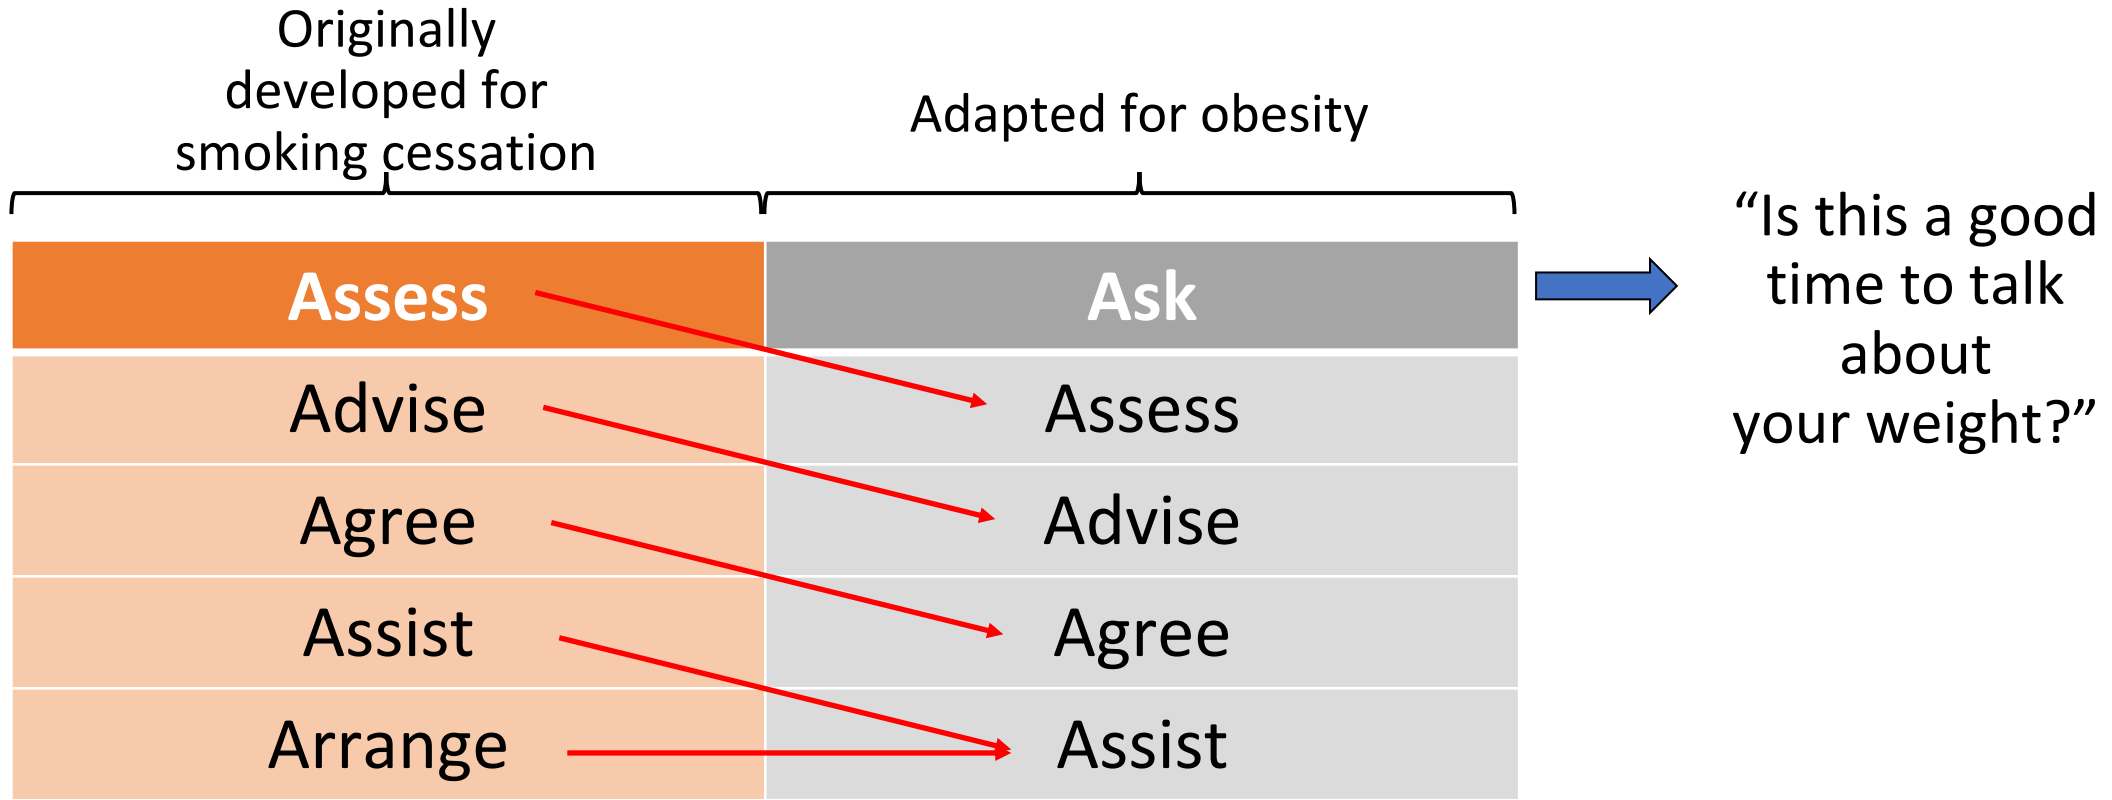 Originally
developed for
smoking cessation
Adapted for obesity
Assess
Ask
Advise
Assess
Agree
Advise
Assist
Agree
Arrange
Assist
“Is this a good
time to talk
about
your weight?”